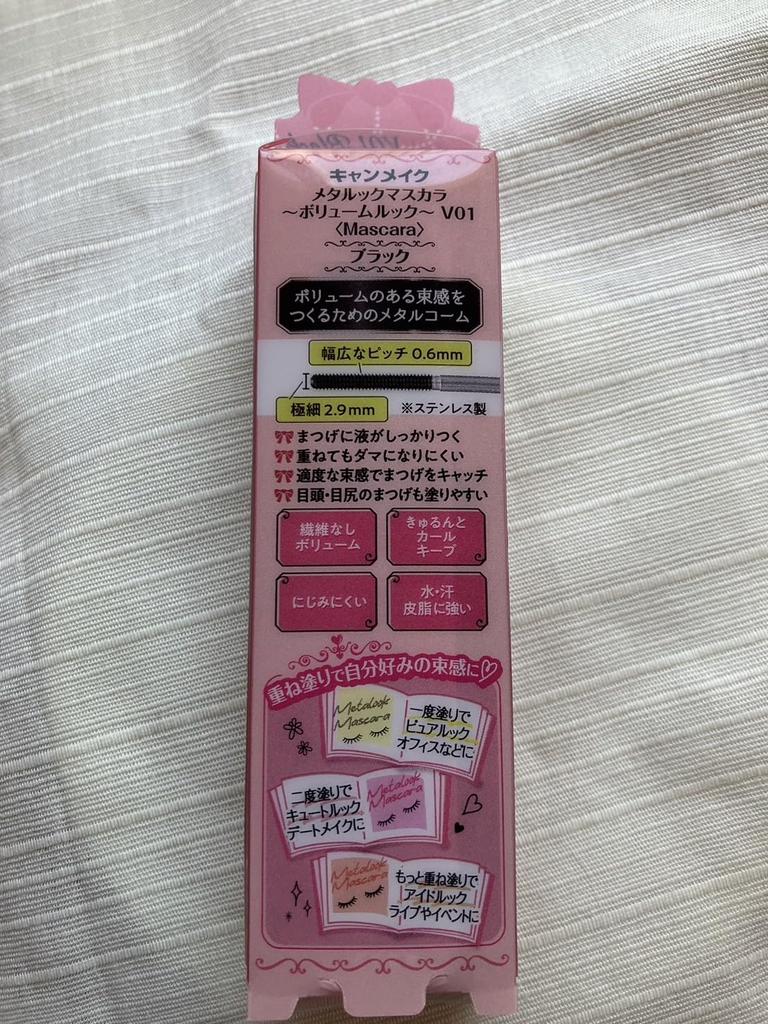 V01 Black
キャンメイク
メタルックマスカラ
～ボリュームルック～ V01
〈Mascara〉
ブラック
ボリュームのある束感を
つくるためのメタルコーム
幅広なピッチ 0.6mm
極細 2.9mm ※ステンレス製
まつげに液がしっかりつく
重ねてもダマになりにくい
適度な束感でまつげをキャッチ
目頭・目尻のまつげも塗りやすい
繊維なし
ボリューム
きゅるんと
カール
キープ
にじみにくい
水・汗
皮脂に強い
重ね塗りで自分好みの束感に♡
Metalook
Mascara
一度塗りで
ピュアルック
オフィスなどに
二度塗りで
キュートルック
デートメイクに
Metalook
Mascara
Metalook
Mascara
もっと重ね塗りで
アイドルック
ライブやイベントに